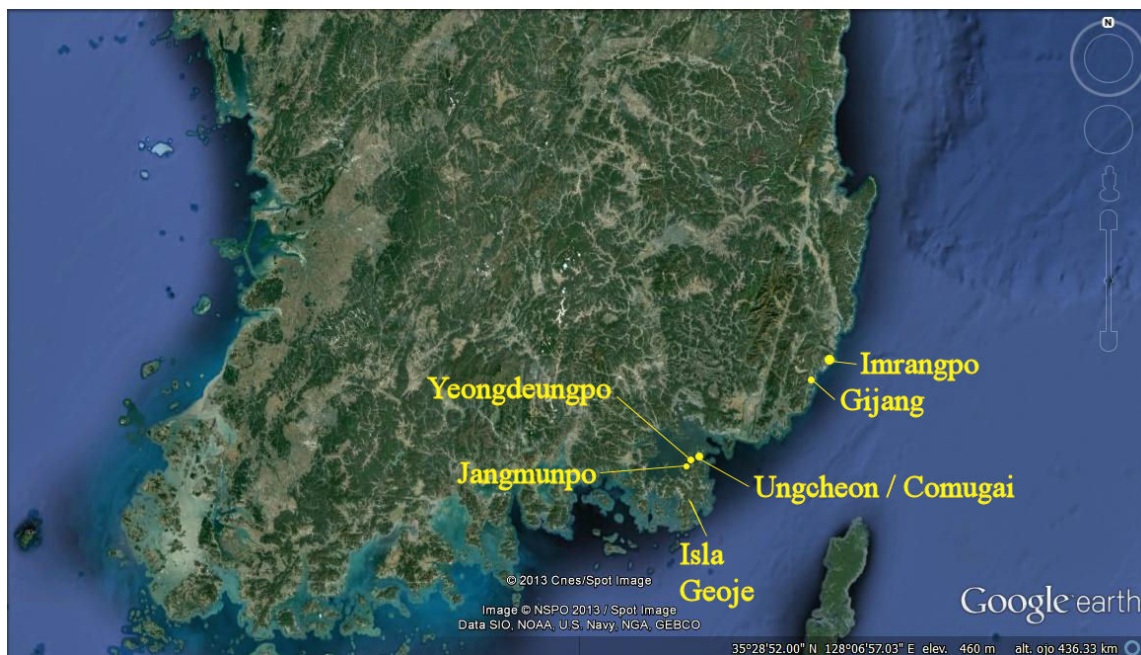 N
Imrangpo
Gijang
Yeongdeungpo
Jangmunpo
Ungcheon / Comugai
Isla
Geoje
© 2013 Cnes/Spot Image
Image © NSPO 2013 / Spot Image
Data SIO, NOAA, U.S. Navy, NGA, GEBCO
Google earth
35°28'52.00" N 128°06'57.03" E elev. 460 m alt. ojo 436.33 km